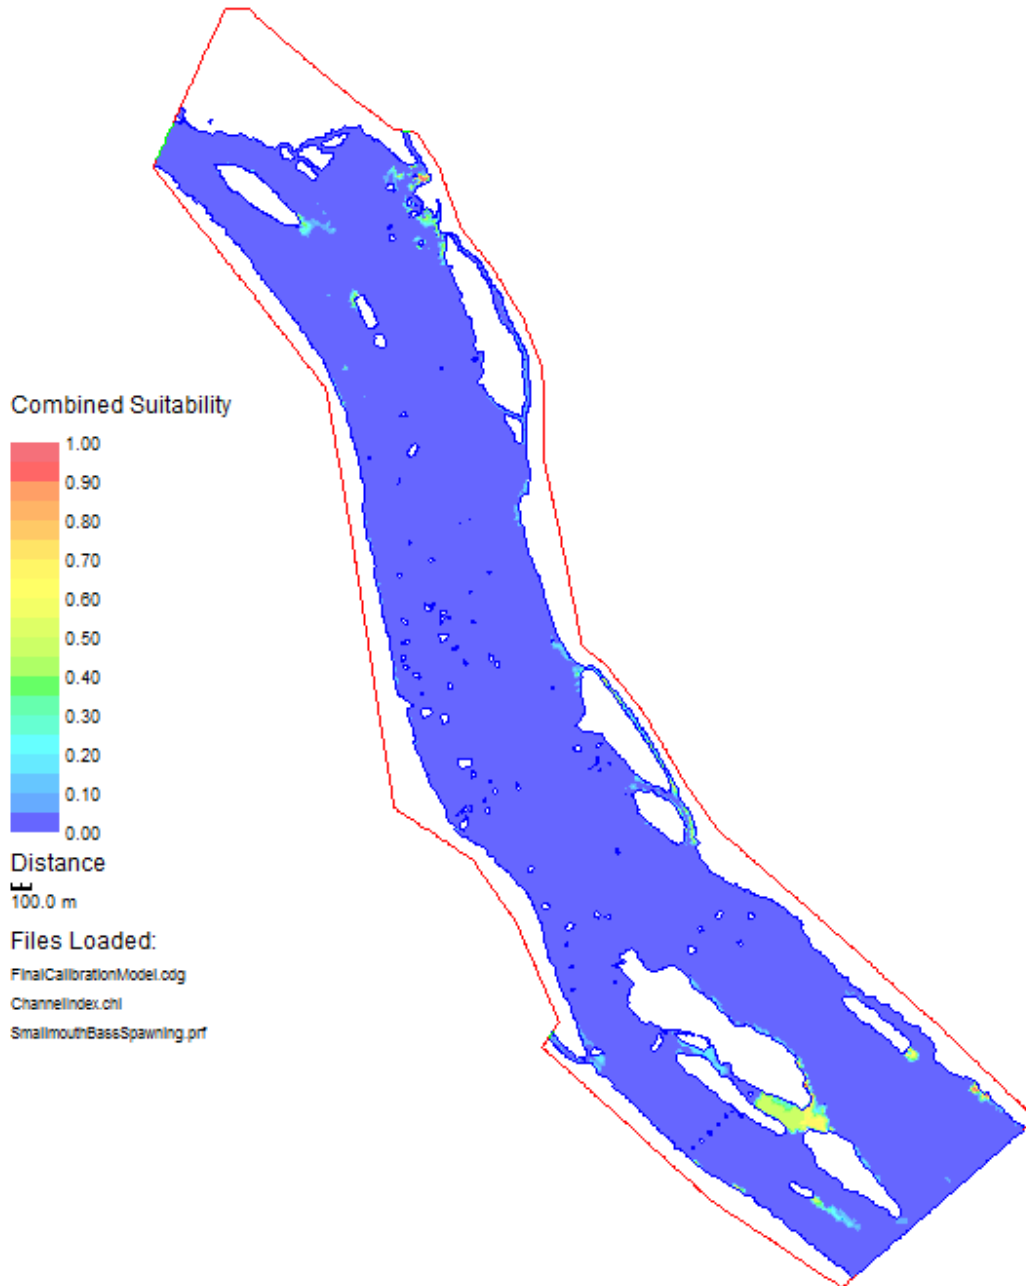 Combined Suitability
1.00
0.90
0.80
0.70
0.60
0.50
0.40
0.30
0.20
0.10
0.00
Distance
100.0 m
Files Loaded:
FinalCalibrationModel.cdg
ChannelIndex.chi
SmallmouthBassSpawning.prf